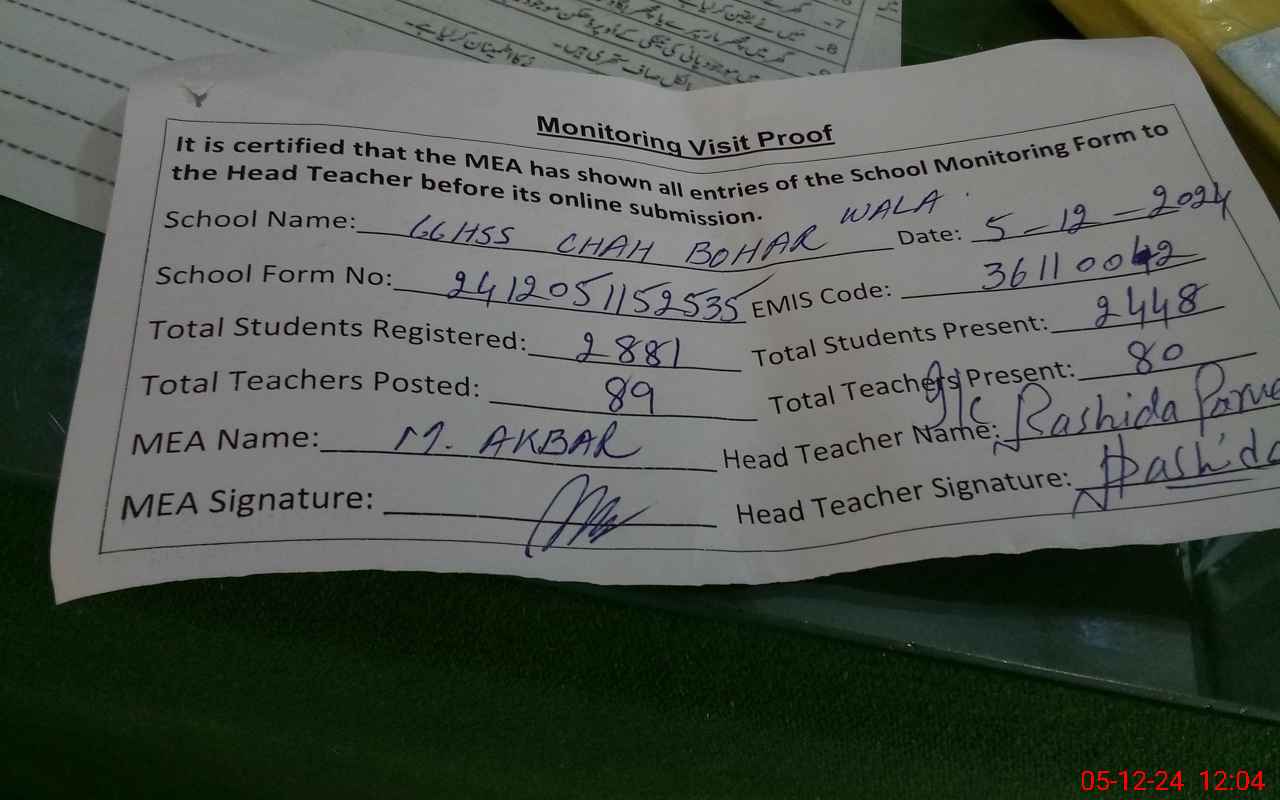 7-
8-
Monitoring Visit Proof
It is certified that the MEA has shown all entries of the School Monitoring Form to
the Head Teacher before its online submission.
School Name: GGHSS CHAH BOHAR WALA Date: 5-12-2024
School Form No: 2412051152535 EMIS Code: 36110042
Total Students Registered: 2881 Total Students Present: 2448
Total Teachers Posted: 89 Total Teachers Present: 80
MEA Name: M. AKBAR Head Teacher Name: I/C Rashida
MEA Signature: Head Teacher Signature: Rashida
05-12-24 12:04